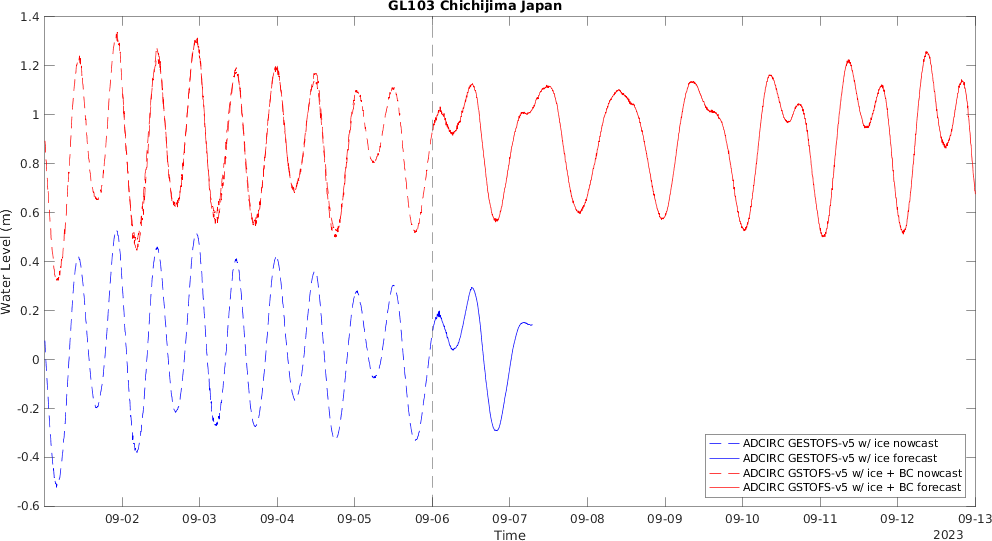 GL103 Chichijima Japan
1.4
1.2
1
0.8
0.6
0.4
0.2
0
-0.2
-0.4
-0.6
Water Level (m)
ADCIRC GESTOFS-v5 w/ ice nowcast
ADCIRC GESTOFS-v5 w/ ice forecast
ADCIRC GSTOFS-v5 w/ ice + BC nowcast
ADCIRC GSTOFS-v5 w/ ice + BC forecast
09-02 09-03 09-04 09-05 09-06 09-07 09-08 09-09 09-10 09-11 09-12 09-13
Time
2023